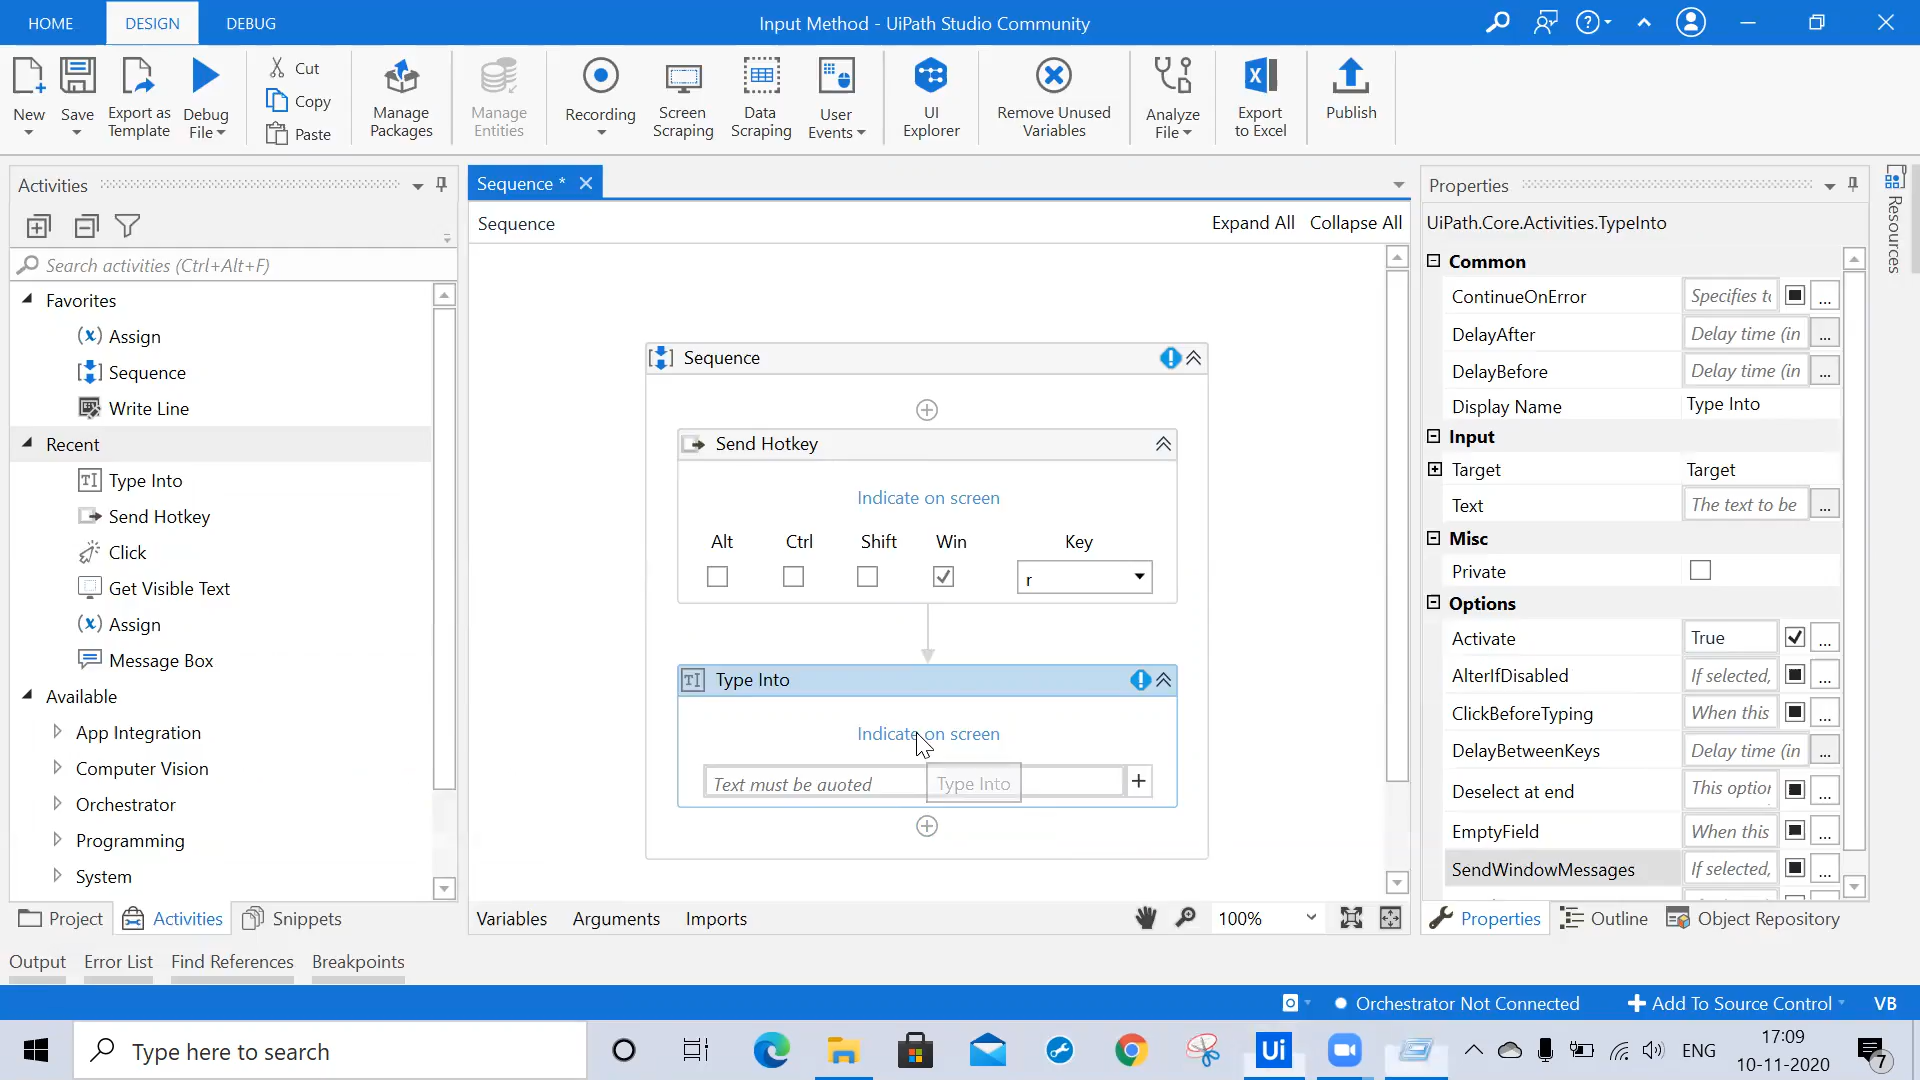 HOME DESIGN DEBUG Input Method - UiPath Studio Community
New Save Export as Template Debug File
Cut
Copy
Paste
Manage Packages Manage Entities Recording Screen Scraping Data Scraping User Events UI Explorer Remove Unused Variables Analyze File Export to Excel Publish
Activities
Search activities (Ctrl+Alt+F)
Favorites
Assign
Sequence
Write Line
Recent
Type Into
Send Hotkey
Click
Get Visible Text
Assign
Message Box
Available
App Integration
Computer Vision
Orchestrator
Programming
System
Project Activities Snippets
Sequence *
Sequence Expand All Collapse All
Sequence
Send Hotkey
Indicate on screen
Alt Ctrl Shift Win Key
r
Type Into
Indicate on screen
Text must be quoted Type Into
Variables Arguments Imports 100%
Properties
UiPath.Core.Activities.TypeInto
Common
ContinueOnError Specifies to ...
DelayAfter Delay time (in ...
DelayBefore Delay time (in ...
Display Name Type Into
Input
Target Target
Text The text to be ...
Misc
Private
Options
Activate True ...
AlterIfDisabled If selected, ...
ClickBeforeTyping When this ...
DelayBetweenKeys Delay time (in ...
Deselect at end This option ...
EmptyField When this ...
SendWindowMessages If selected, ...
Properties Outline Object Repository
Resources
Output Error List Find References Breakpoints
Orchestrator Not Connected Add To Source Control VB
Type here to search Ui ENG 17:09
10-11-2020 7